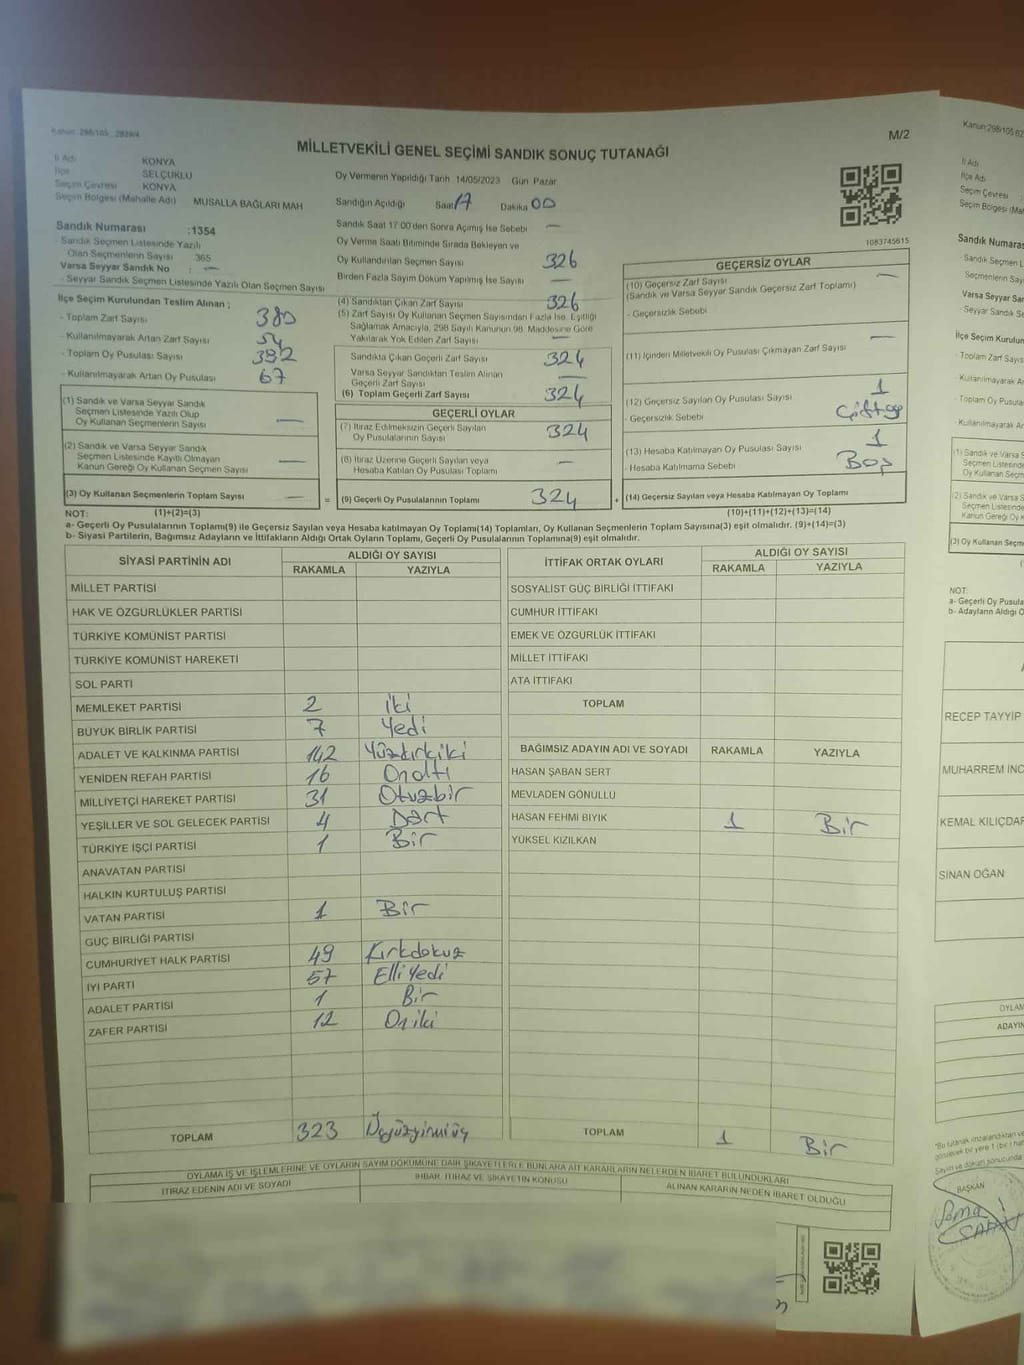 Kanun: 298/105
M/2
MİLLETVEKİLİ GENEL SEÇİMİ SANDIK SONUÇ TUTANAĞI
İl Adı KONYA
İlçe SELÇUKLU
Seçim Çevresi KONYA
Seçim Bölgesi (Mahalle Adı) MUSALLA BAĞLARI MAH
Oy Vermenin Yapıldığı Tarih 14/05/2023 Gün Pazar
Sandığın Açıldığı Saat 17 Dakika 00
Sandık Saat 17:00'den Sonra Açılmış İse Sebebi —
Sandık Numarası : 1354
- Sandık Seçmen Listesinde Yazılı
Olan Seçmenlerin Sayısı 365
Varsa Seyyar Sandık No : —
- Seyyar Sandık Seçmen Listesinde Yazılı Olan Seçmen Sayısı
İlçe Seçim Kurulundan Teslim Alınan ;
- Toplam Zarf Sayısı 380
- Kullanılmayarak Artan Zarf Sayısı 54
- Toplam Oy Pusulası Sayısı 392
- Kullanılmayarak Artan Oy Pusulası 67
(1) Sandık ve Varsa Seyyar Sandık
Seçmen Listesinde Yazılı Olup
Oy Kullanan Seçmenlerin Sayısı —
(2) Sandık ve Varsa Seyyar Sandık
Seçmen Listesinde Kayıtlı Olmayan
Kanun Gereği Oy Kullanan Seçmen Sayısı —
(3) Oy Kullanan Seçmenlerin Toplam Sayısı — =
Oy Verme Saati Bitiminde Sırada Bekleyen ve
Oy Kullandırılan Seçmen Sayısı 326
Birden Fazla Sayım Döküm Yapılmış İse Sayısı —
(4) Sandıktan Çıkan Zarf Sayısı 326
(5) Zarf Sayısı Oy Kullanan Seçmen Sayısından Fazla İse, Eşitliği
Sağlamak Amacıyla, 298 Sayılı Kanunun 98. Maddesine Göre
Yakılarak Yok Edilen Zarf Sayısı —
Sandıkta Çıkan Geçerli Zarf Sayısı 324
Varsa Seyyar Sandıktan Teslim Alınan
Geçerli Zarf Sayısı —
(6) Toplam Geçerli Zarf Sayısı 324
GEÇERLİ OYLAR
(7) İtiraz Edilmeksizin Geçerli Sayılan
Oy Pusulalarının Sayısı 324
(8) İtiraz Üzerine Geçerli Sayılan veya
Hesaba Katılan Oy Pusulası Toplamı —
(9) Geçerli Oy Pusulalarının Toplamı 324 +
1083745615
GEÇERSİZ OYLAR
(10) Geçersiz Zarf Sayısı —
(Sandık ve Varsa Seyyar Sandık Geçersiz Zarf Toplamı)
- Geçersizlik Sebebi
(11) İçinden Milletvekili Oy Pusulası Çıkmayan Zarf Sayısı —
(12) Geçersiz Sayılan Oy Pusulası Sayısı 1
- Geçersizlik Sebebi
(13) Hesaba Katılmayan Oy Pusulası Sayısı 1
- Hesaba Katılmama Sebebi Boş
(14) Geçersiz Sayılan veya Hesaba Katılmayan Oy Toplamı
NOT: (1)+(2)=(3) (10)+(11)+(12)+(13)=(14)
a- Geçerli Oy Pusulalarının Toplamı(9) ile Geçersiz Sayılan veya Hesaba katılmayan Oy Toplamı(14) Toplamları, Oy Kullanan Seçmenlerin Toplam Sayısına(3) eşit olmalıdır. (9)+(14)=(3)
b- Siyasi Partilerin, Bağımsız Adayların ve İttifakların Aldığı Ortak Oyların Toplamı, Geçerli Oy Pusulalarının Toplamına(9) eşit olmalıdır.
SİYASİ PARTİNİN ADI ALDIĞI OY SAYISI
RAKAMLA YAZIYLA
MİLLET PARTİSİ
HAK VE ÖZGÜRLÜKLER PARTİSİ
TÜRKİYE KOMÜNİST PARTİSİ
TÜRKİYE KOMÜNİST HAREKETİ
SOL PARTİ
MEMLEKET PARTİSİ 2 iki
BÜYÜK BİRLİK PARTİSİ 7 Yedi
ADALET VE KALKINMA PARTİSİ 142 Yüzkırkiki
YENİDEN REFAH PARTİSİ 16 Onaltı
MİLLİYETÇİ HAREKET PARTİSİ 31 Otuzbir
YEŞİLLER VE SOL GELECEK PARTİSİ 4 Dört
TÜRKİYE İŞÇİ PARTİSİ 1 Bir
ANAVATAN PARTİSİ
HALKIN KURTULUŞ PARTİSİ
VATAN PARTİSİ 1 Bir
GÜÇ BİRLİĞİ PARTİSİ
CUMHURİYET HALK PARTİSİ 49 Kırkdokuz
İYİ PARTİ 57 Elliyedi
ADALET PARTİSİ 1 Bir
ZAFER PARTİSİ 12 Oniki
TOPLAM 323 Üçyüzyirmiüç
İTTİFAK ORTAK OYLARI ALDIĞI OY SAYISI
RAKAMLA YAZIYLA
SOSYALİST GÜÇ BİRLİĞİ İTTİFAKI
CUMHUR İTTİFAKI
EMEK VE ÖZGÜRLÜK İTTİFAKI
MİLLET İTTİFAKI
ATA İTTİFAKI
TOPLAM
BAĞIMSIZ ADAYIN ADI VE SOYADI RAKAMLA YAZIYLA
HASAN ŞABAN SERT
MEVLADEN GÖNÜLLÜ
HASAN FEHMİ BIYIK 1 Bir
YÜKSEL KIZILKAN
TOPLAM 1 Bir
OYLAMA İŞ VE İŞLEMLERİNE VE OYLARIN SAYIM DÖKÜMÜNE DAİR ŞİKAYETLERLE BUNLARA AİT KARARLARIN NELERDEN İBARET BULUNDUKLARI
İTİRAZ EDENİN ADI VE SOYADI İHBAR, İTİRAZ VE ŞİKAYETİN KONUSU ALINAN KARARIN NEDEN İBARET OLDUĞU
Kanun: 298/105
İl Adı
İlçe Adı
Seçim Çevresi
Sandık Numarası
- Sandık Seçmen
Seçmenlerin Sayısı
Varsa Seyyar
- Seyyar
İlçe Seçim Kurulun
- Toplam Zarf Sayısı
- Kullanılmayarak
- Toplam Oy Pusula
- Kullanılmayarak
(1) Sandık ve Varsa S
Seçmen Listesinde
Oy Kullanan Seçmen
(2) Sandık ve Varsa
Seçmen Listesinde
Kanun Gereği Oy K
(3) Oy Kullanan Seçm
NOT:
a- Geçerli Oy Pusula
b- Adayların Aldığı O
RECEP TAYYİP
MUHARREM İNC
KEMAL KILIÇDAR
SİNAN OĞAN
OYLAM
ADAYIN
BAŞKAN